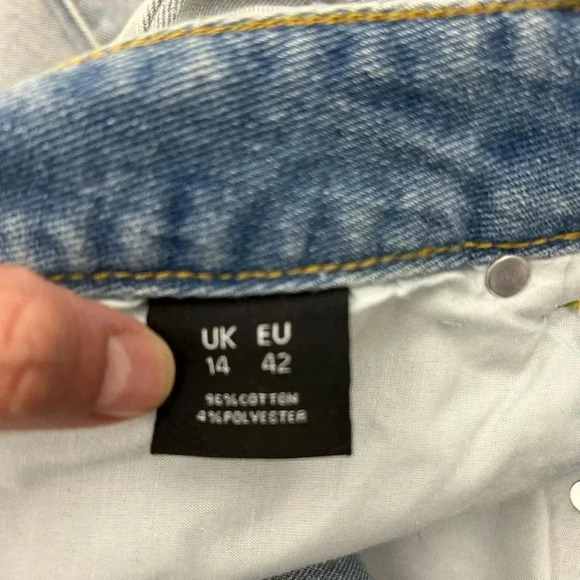 UK EU
14 42
96%COTTON
4%POLYESTER